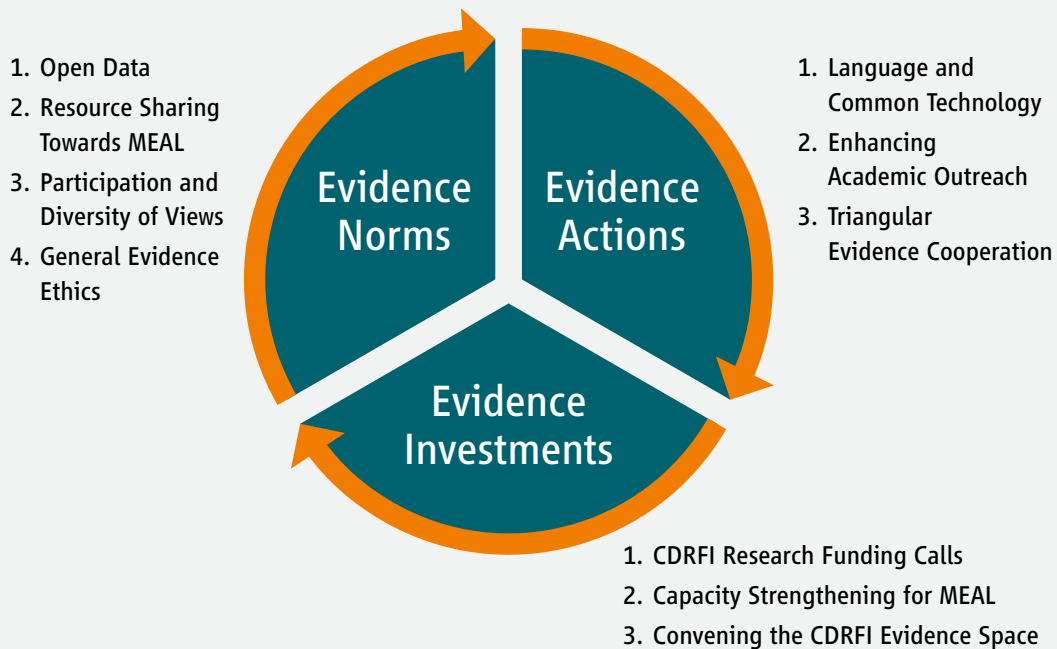 1. Open Data
2. Resource Sharing
Towards MEAL
3. Participation and
Diversity of Views
4. General Evidence
Ethics
Evidence
Norms
Evidence
Actions
1. Language and
Common Technology
2. Enhancing
Academic Outreach
3. Triangular
Evidence Cooperation
Evidence
Investments
1. CDRFI Research Funding Calls
2. Capacity Strengthening for MEAL
3. Convening the CDRFI Evidence Space